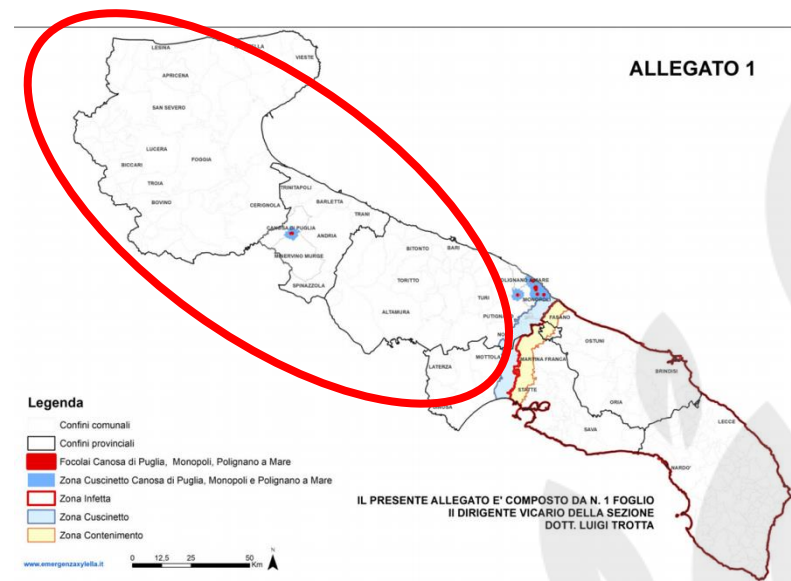 ALLEGATO 1
LESINA
VIESTE
APRICENA
SAN SEVERO
LUCERA
FOGGIA
BICCARI
TROIA
BOVINO
CERIGNOLA
TRINITAPOLI
BARLETTA
TRANI
CANOSA DI PUGLIA
ANDRIA
MINERVINO MURGE
SPINAZZOLA
BITONTO
BARI
TORITTO
ALTAMURA
TURI
MONOPOLI
FASANO
OSTUNI
MOTTOLA
MARTINA FRANCA
LATERZA
STATTE
BRINDISI
ORIA
SAVA
LECCE
NARDO'
Legenda
Confini comunali
Confini provinciali
Focolai Canosa di Puglia, Monopoli, Polignano a Mare
Zona Cuscinetto Canosa di Puglia, Monopoli e Polignano a Mare
Zona Infetta
Zona Cuscinetto
Zona Contenimento
IL PRESENTE ALLEGATO E' COMPOSTO DA N. 1 FOGLIO
Il DIRIGENTE VICARIO DELLA SEZIONE
DOTT. LUIGI TROTTA
www.emergenzaxylella.it
0 12,5 25 50
Km
N